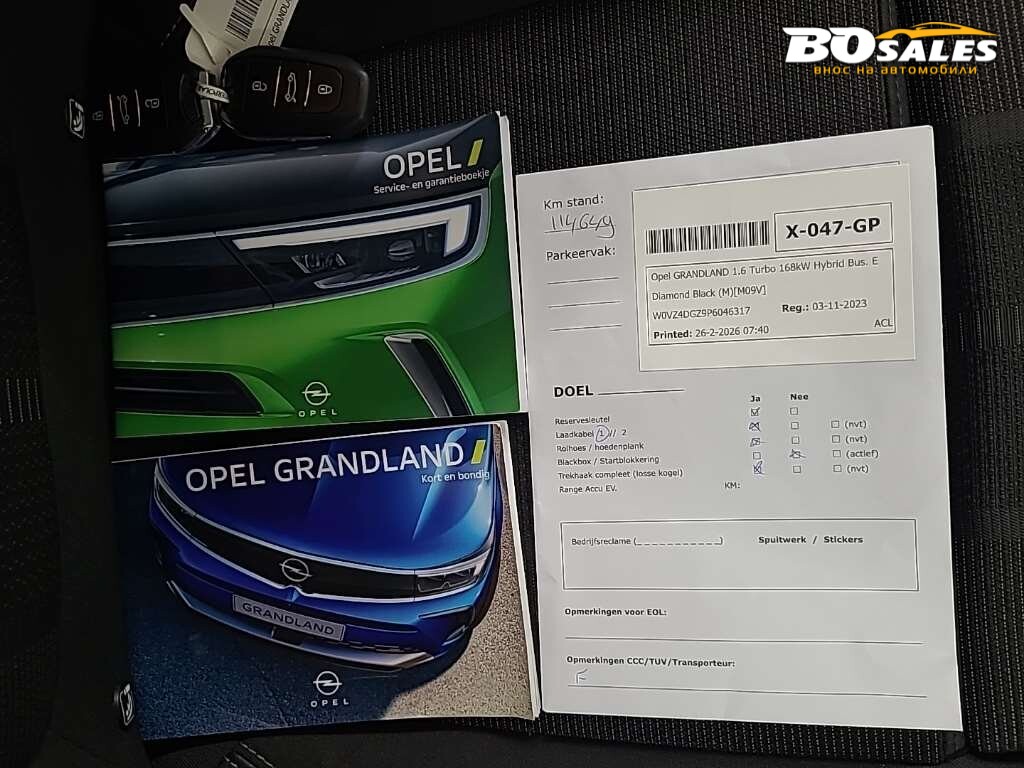 BOSALES
внос на автомобили
OPEL
Service- en garantieboekje
OPEL
OPEL GRANDLAND
Kort en bondig
GRANDLAND
OPEL
Km stand:
114649
Parkeervak:
X-047-GP
Opel GRANDLAND 1.6 Turbo 168kW Hybrid Bus. E
Diamond Black (M)[M09V]
W0VZ4DGZ9P6046317 Reg.: 03-11-2023
Printed: 26-2-2026 07:40 ACL
DOEL
Ja Nee
Reservesleutel
Laadkabel 1 // 2 (nvt)
Rolhoes / hoedenplank (nvt)
Blackbox / Startblokkering (actief)
Trekhaak compleet (losse kogel) (nvt)
Range Accu EV. KM:
Bedrijfsreclame (___________) Spuitwerk / Stickers
Opmerkingen voor EOL:
Opmerkingen CCC/TUV/Transporteur:
F